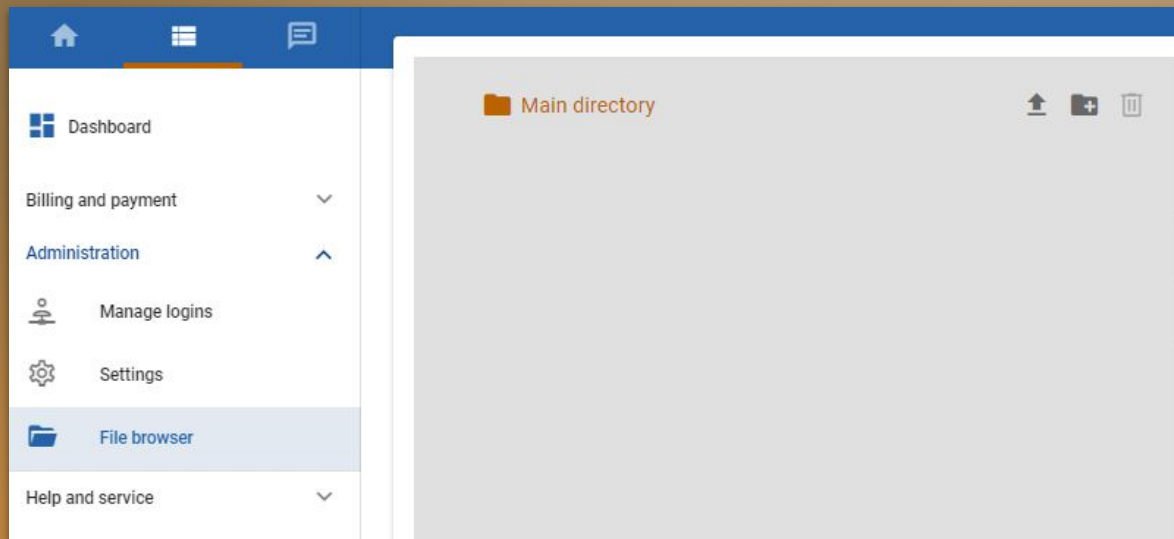 Dashboard
Main directory
Billing and payment
Administration
Manage logins
Settings
File browser
Help and service